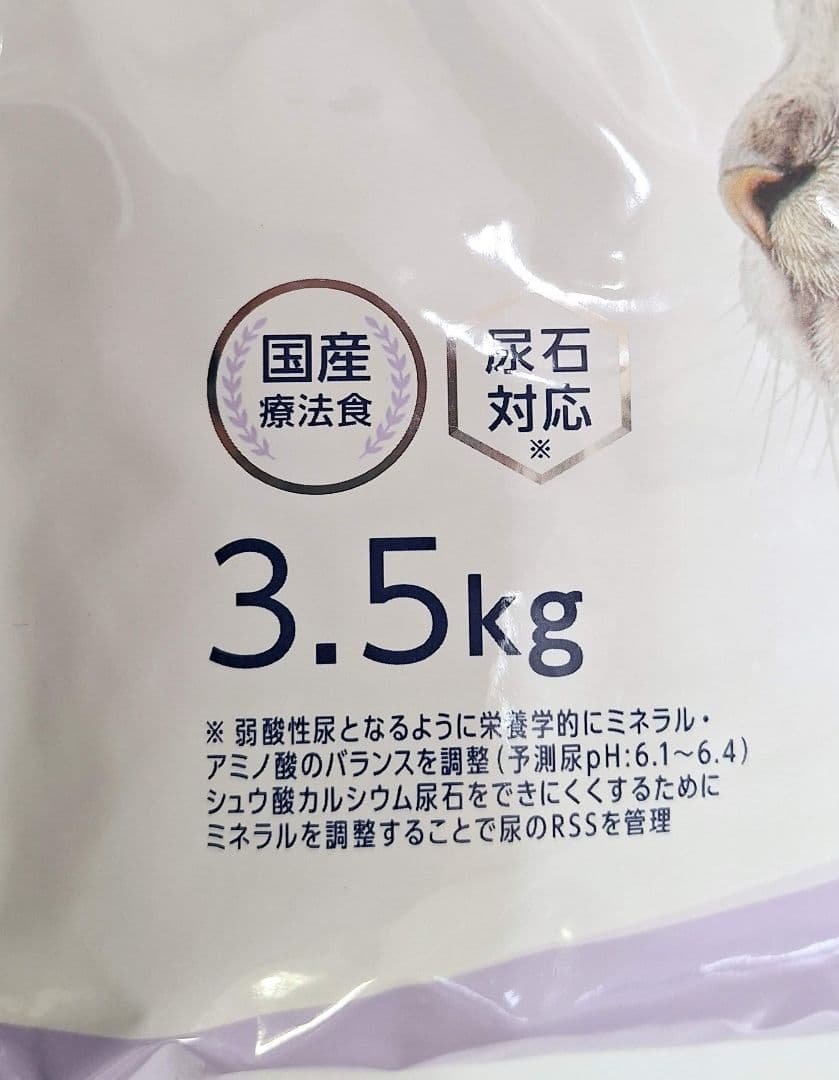 国産
療法食
尿石
対応
※
3.5kg
※ 弱酸性尿となるように栄養学的にミネラル・
アミノ酸のバランスを調整(予測尿pH:6.1～6.4)
シュウ酸カルシウム尿石をできにくくするために
ミネラルを調整することで尿のRSSを管理